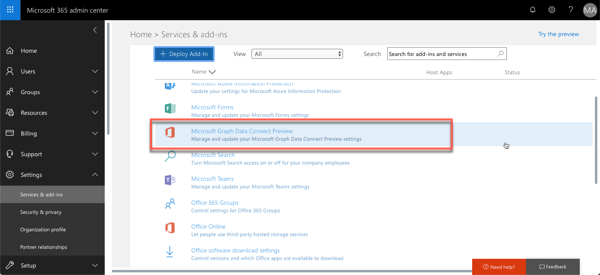 Microsoft 365 admin center
MA
Home
Users
Groups
Resources
Billing
Support
Settings
Services & add-ins
Security & privacy
Organization profile
Partner relationships
Setup
Home > Services & add-ins
Try the preview
+ Deploy Add-In
View
All
Search
Search for add-ins and services
Name
Host Apps
Status
Microsoft Azure Information Protection
Update your settings for Microsoft Azure Information Protection
Microsoft Forms
Manage and update your Microsoft Forms settings
Microsoft Graph Data Connect Preview
Manage and update your Microsoft Graph Data Connect Preview settings
Microsoft Search
Turn Microsoft Search access on or off for your company employees
Microsoft Teams
Manage and update your Microsoft Teams settings
Office 365 Groups
Control settings for Office 365 Groups
Office Online
Let people use third-party hosted storage services
Office software download settings
Control versions and which Office apps are available to download
Need help?
Feedback